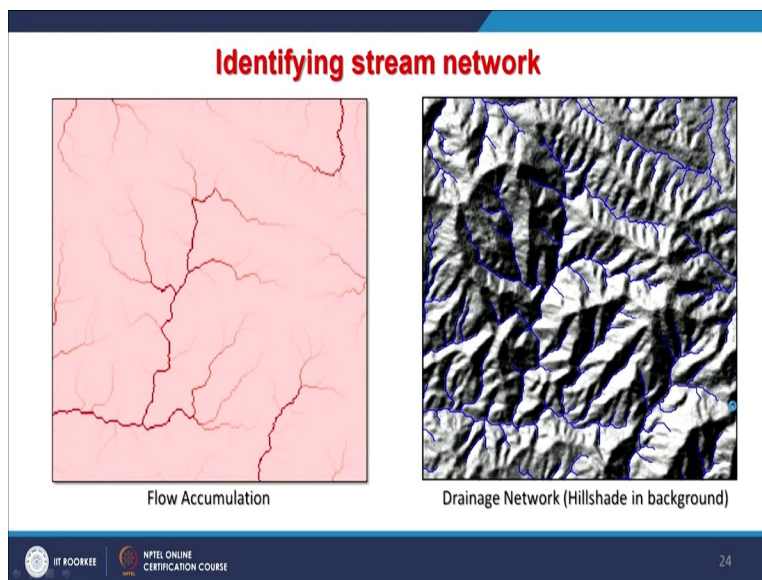 Identifying stream network
Flow Accumulation
Drainage Network (Hillshade in background)
IIT ROORKEE
NPTEL ONLINE
CERTIFICATION COURSE
24